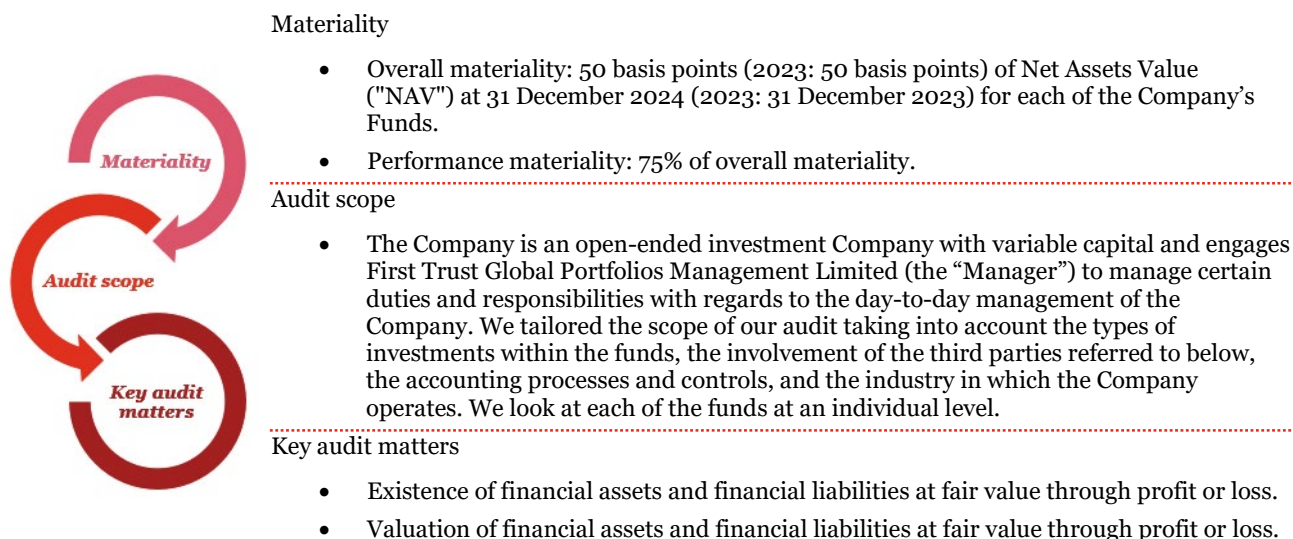 Materiality
• Overall materiality: 50 basis points (2023: 50 basis points) of Net Assets Value
("NAV") at 31 December 2024 (2023: 31 December 2023) for each of the Company’s
Funds.
• Performance materiality: 75% of overall materiality.
Materiality
Audit scope
• The Company is an open-ended investment Company with variable capital and engages
First Trust Global Portfolios Management Limited (the “Manager”) to manage certain
duties and responsibilities with regards to the day-to-day management of the
Company. We tailored the scope of our audit taking into account the types of
investments within the funds, the involvement of the third parties referred to below,
the accounting processes and controls, and the industry in which the Company
operates. We look at each of the funds at an individual level.
Audit scope
Key audit
matters
Key audit matters
• Existence of financial assets and financial liabilities at fair value through profit or loss.
• Valuation of financial assets and financial liabilities at fair value through profit or loss.